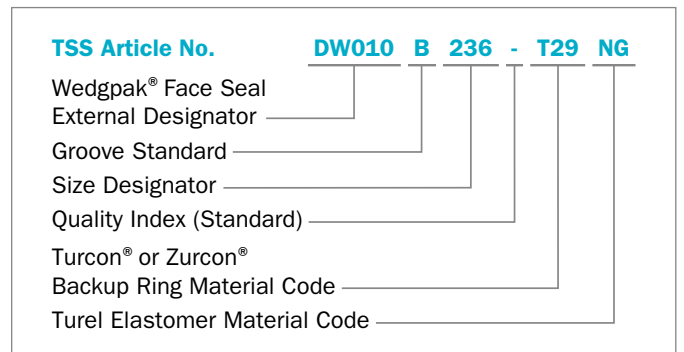 TSS Article No. DW010 B 236 - T29 NG
Wedgpak® Face Seal
External Designator
Groove Standard
Size Designator
Quality Index (Standard)
Turcon® or Zurcon®
Backup Ring Material Code
Turel Elastomer Material Code